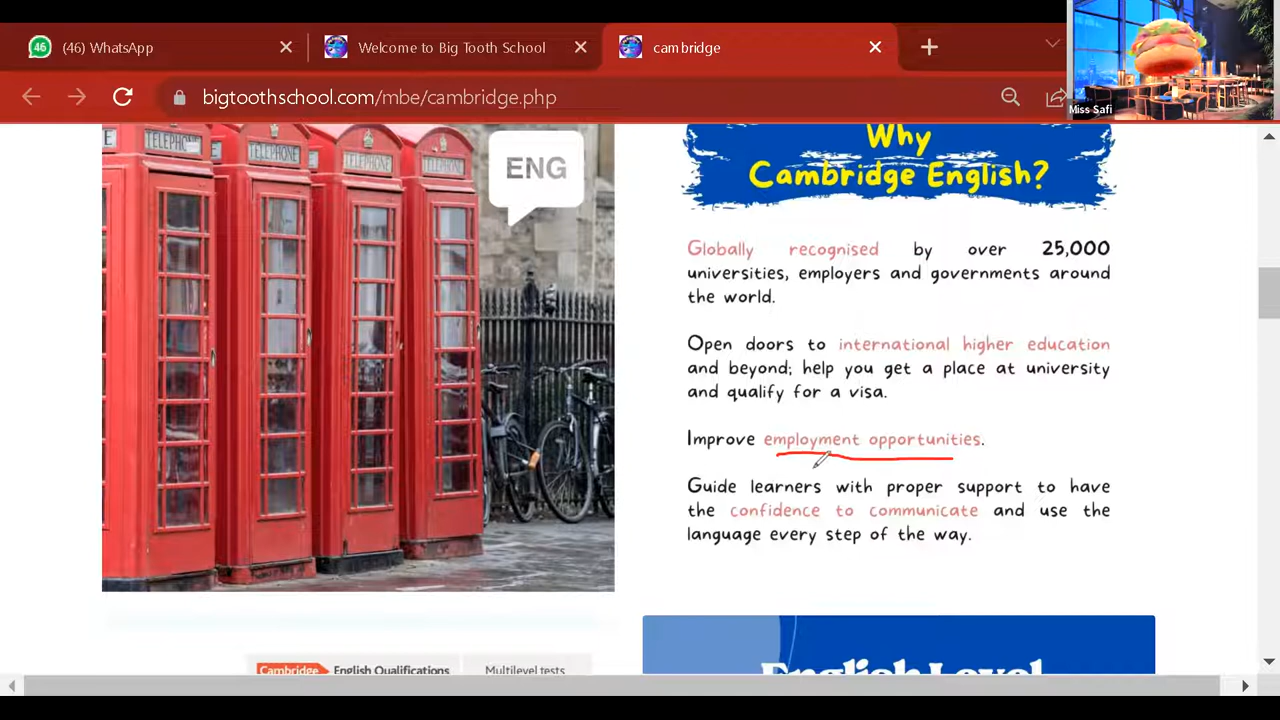 46
(46) WhatsApp
Welcome to Big Tooth School
cambridge
bigtoothschool.com/mbe/cambridge.php
Miss Safi
TELEPHONE
TELEPHONE
TELEPHONE
TELEPHONE
ENG
Why
Cambridge English?
Globally recognised by over 25,000
universities, employers and governments around
the world.
Open doors to international higher education
and beyond; help you get a place at university
and qualify for a visa.
Improve employment opportunities.
Guide learners with proper support to have
the confidence to communicate and use the
language every step of the way.
Cambridge English Qualifications
Multilevel tests
English Level